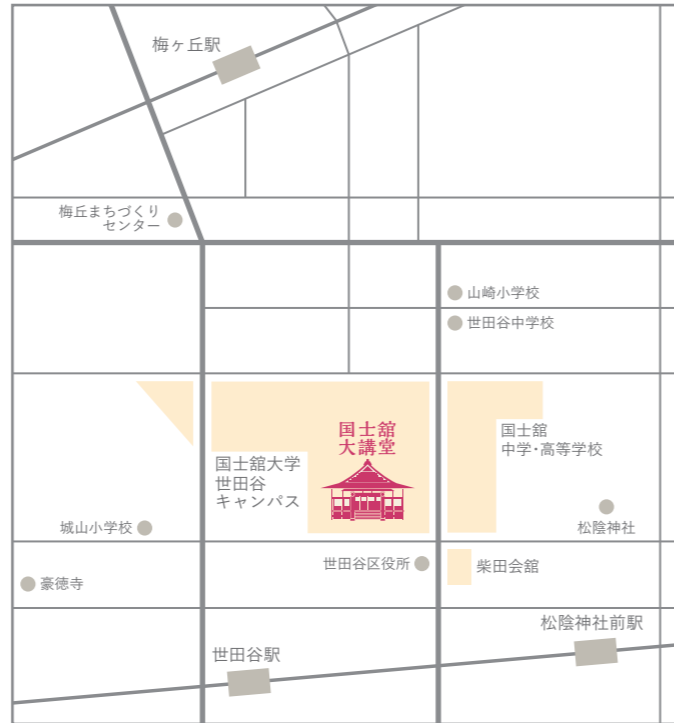 梅ヶ丘駅
梅丘まちづくり
センター
山崎小学校
世田谷中学校
国士舘
大講堂
国士舘大学
世田谷
キャンパス
国士舘
中学・高等学校
城山小学校
松陰神社
世田谷区役所
柴田会舘
豪徳寺
松陰神社前駅
世田谷駅